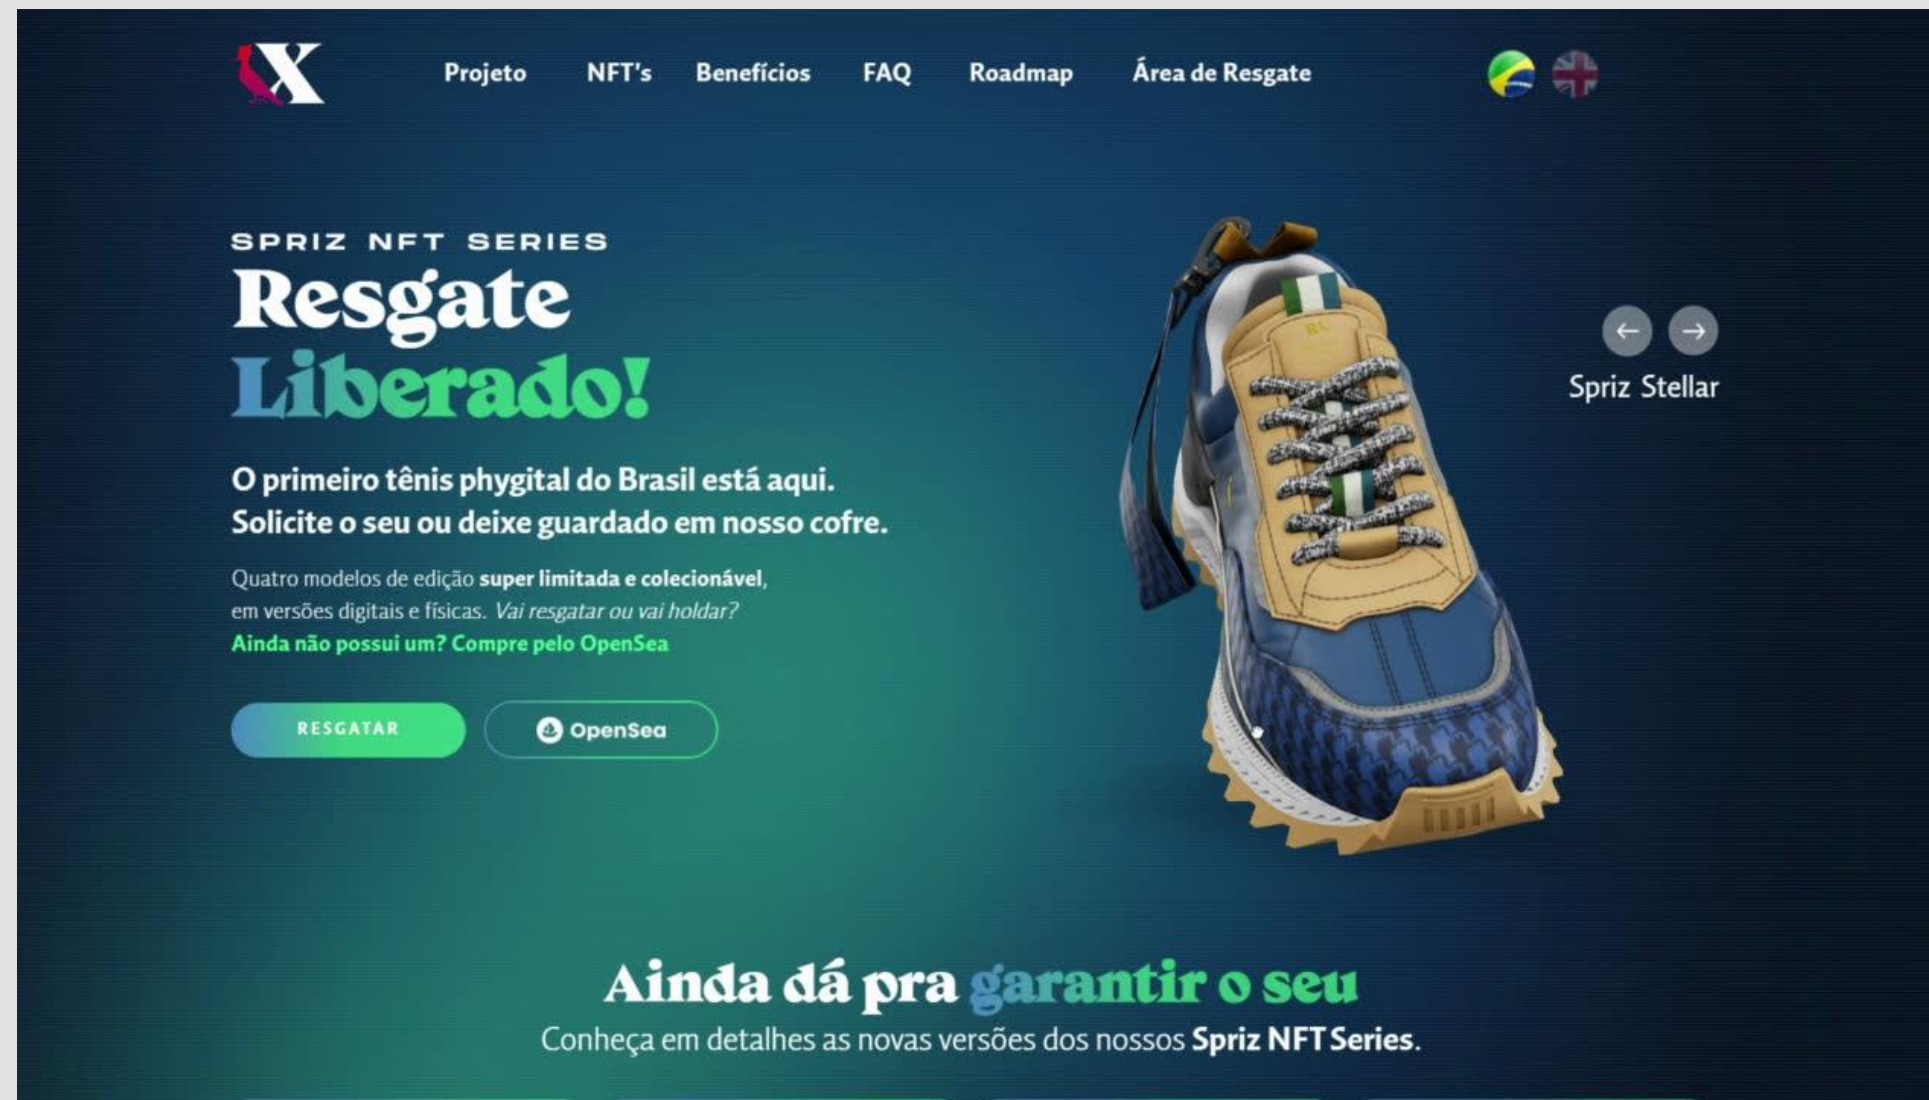 X
Projeto NFT's Benefícios FAQ Roadmap Área de Resgate
SPRIZ NFT SERIES
Resgate
Liberado!
O primeiro tênis phygital do Brasil está aqui.
Solicite o seu ou deixe guardado em nosso cofre.
Quatro modelos de edição super limitada e colecionável,
em versões digitais e físicas. Vai resgatar ou vai holdar?
Ainda não possui um? Compre pelo OpenSea
RESGATAR OpenSea
← →
Spriz Stellar
Ainda dá pra garantir o seu
Conheça em detalhes as novas versões dos nossos Spriz NFT Series.